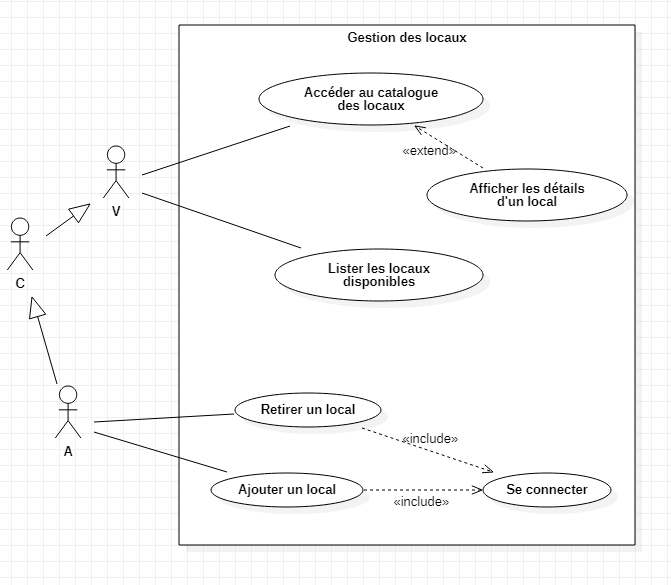 Gestion des locaux
Accéder au catalogue
des locaux
«extend»
V
Afficher les détails
d'un local
C
Lister les locaux
disponibles
Retirer un local
«include»
A
Ajouter un local
«include»
Se connecter